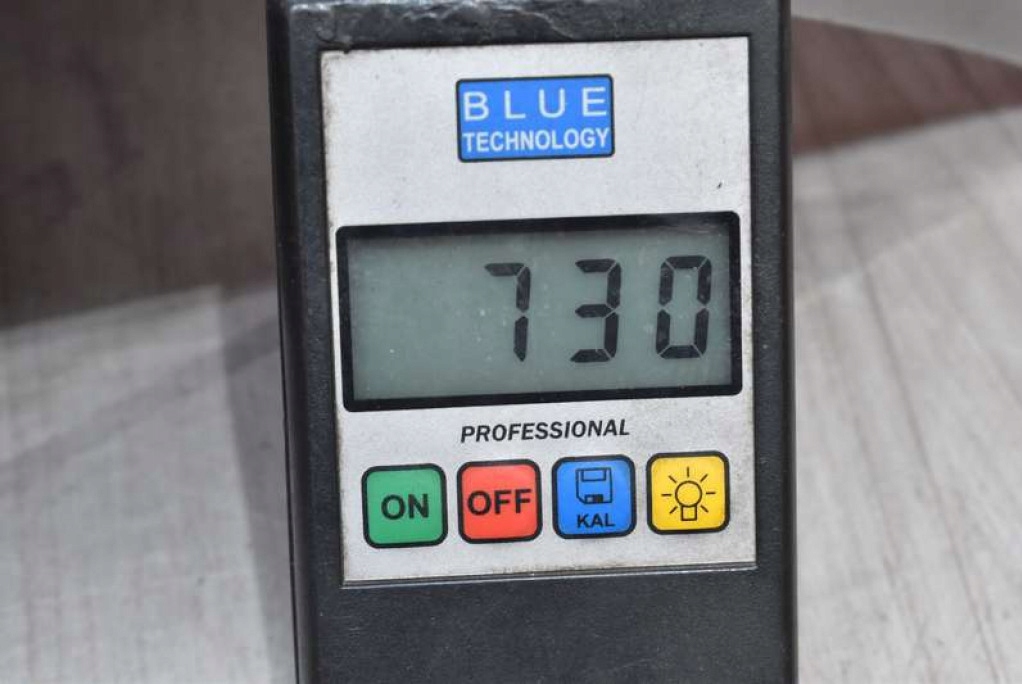 BLUE
TECHNOLOGY
730
PROFESSIONAL
ON OFF KAL